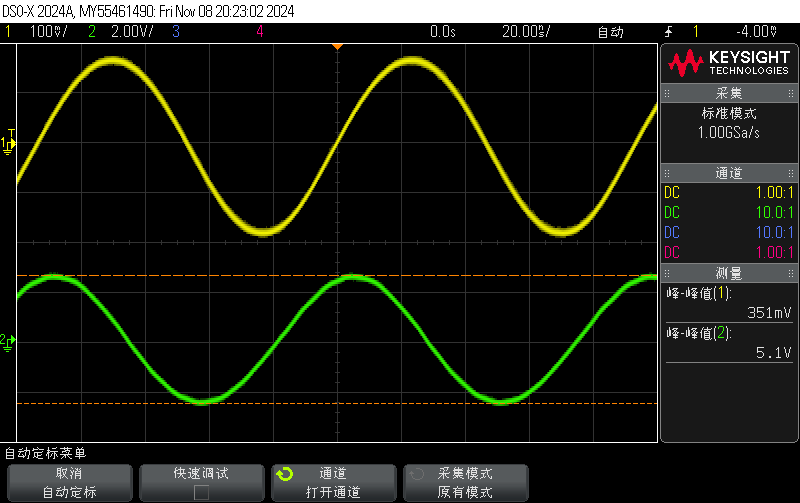 DSO-X 2024A, MY55461490: Fri Nov 08 20:23:02 2024
1 100%/ 2 2.00V/ 3 4 0.0s 20.00s/ 自动 1 -4.00
KEYSIGHT
TECHNOLOGIES
采集
标准模式
1.00GSa/s
通道
DC 1.00:1
DC 10.0:1
DC 10.0:1
DC 1.00:1
测量
峰-峰值(1):
351mV
峰-峰值(2):
5.1V
T
1
2
自动定标菜单
取消
自动定标
快速调试
通道
打开通道
采集模式
原有模式